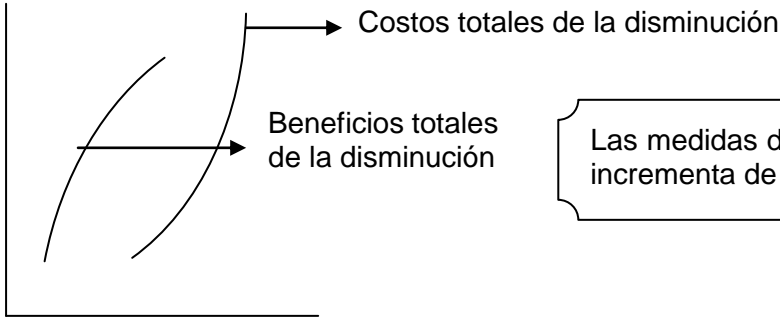 Costos totales de la disminución
Beneficios totales
de la disminución
Las medidas
incrementa de